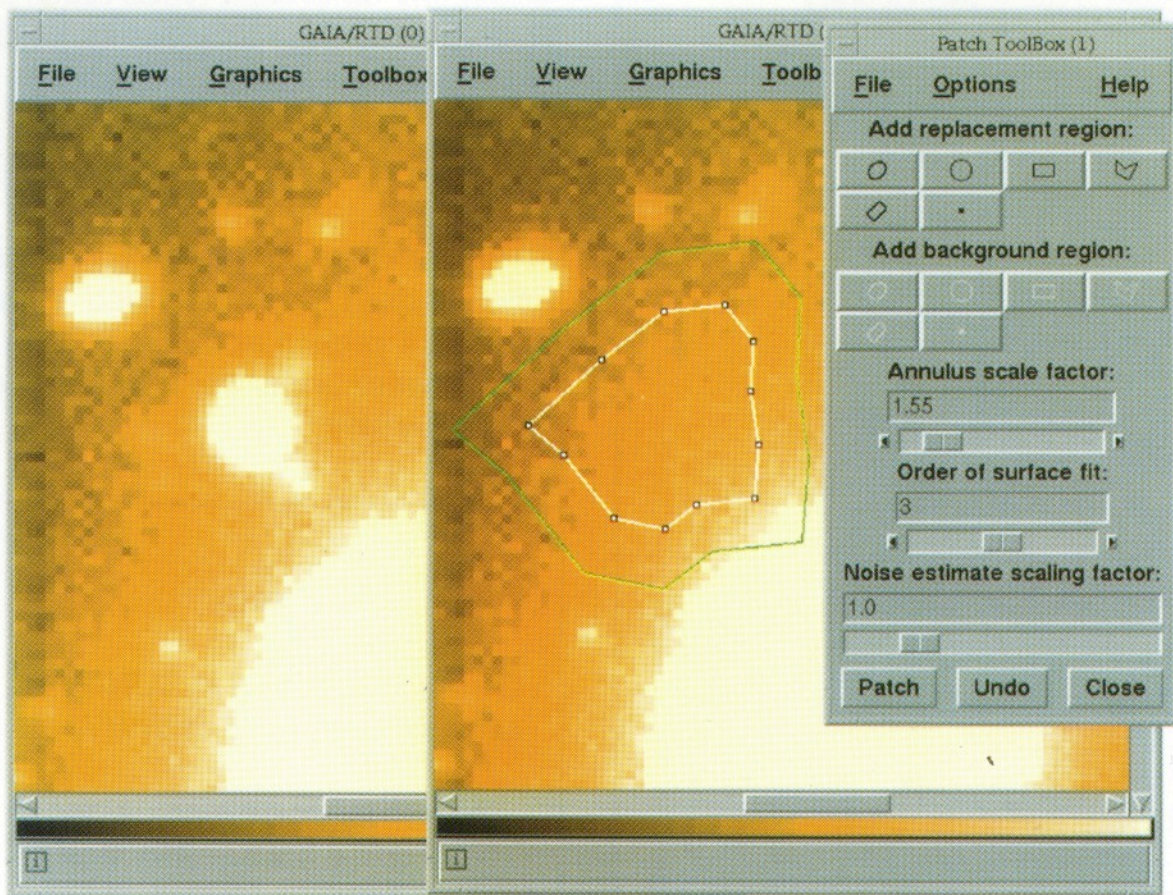 GAIA/RTD (0)
File View Graphics Toolbox
GAIA/RTD (
File View Graphics Toolb
Patch ToolBox (1)
File Options Help
Add replacement region:
Add background region:
Annulus scale factor:
1.55
Order of surface fit:
3
Noise estimate scaling factor:
1.0
Patch Undo Close
i
i